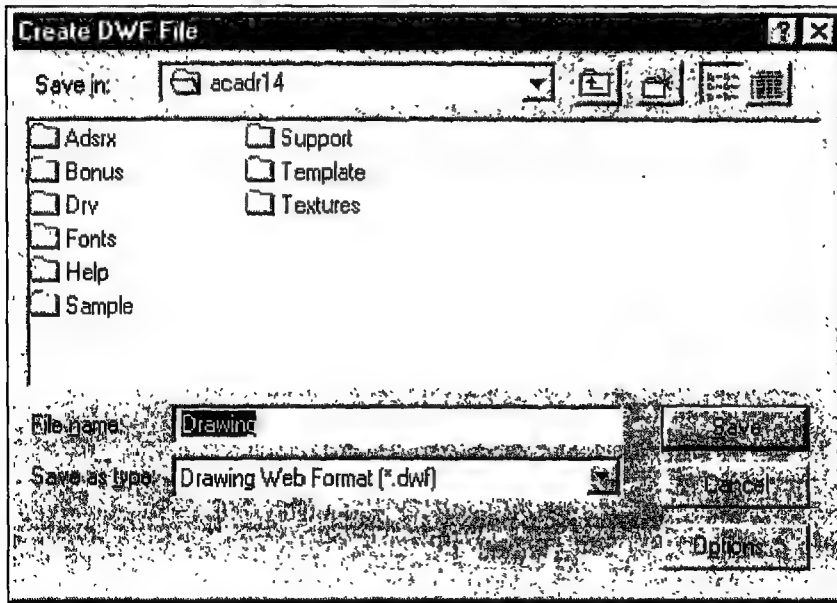 Create DWF File
Save in: acadr14
Adsrx Support
Bonus Template
Drv Textures
Fonts
Help
Sample
File name: Drawing Save
Save as type: Drawing Web Format (*.dwf) Cancel
Options...